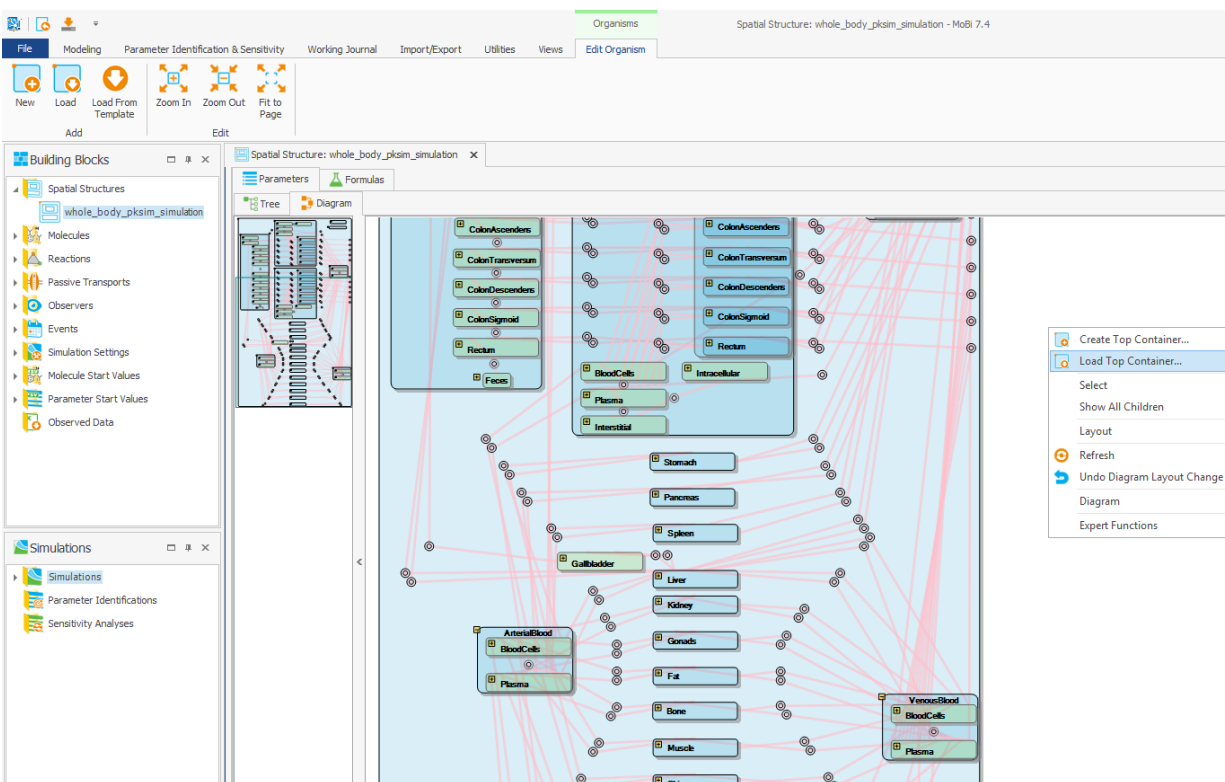 Organisms
Spatial Structure: whole_body_pksim_simulation - MoBi 7.4
File Modeling Parameter Identification & Sensitivity Working Journal Import/Export Utilities Views Edit Organism
New Load Load From Template Zoom In Zoom Out Fit to Page
Add Edit
Building Blocks
Spatial Structures
whole_body_pksim_simulation
Molecules
Reactions
Passive Transports
Observers
Events
Simulation Settings
Molecule Start Values
Parameter Start Values
Observed Data
Simulations
Simulations
Parameter Identifications
Sensitivity Analyses
Spatial Structure: whole_body_pksim_simulation
Parameters Formulas
Tree Diagram
ColonAscendens
ColonTransversum
ColonDescendens
ColonSigmoid
Rectum
Feces
ColonAscendens
ColonTransversum
ColonDescendens
ColonSigmoid
Rectum
BloodCells Intracellular
Plasma
Interstitial
Stomach
Pancreas
Spleen
Gallbladder
Liver
Kidney
ArterialBlood
BloodCells
Plasma
Gonads
Fat
Bone
Muscle
VenousBlood
BloodCells
Plasma
Create Top Container...
Load Top Container...
Select
Show All Children
Layout
Refresh
Undo Diagram Layout Change
Diagram
Expert Functions